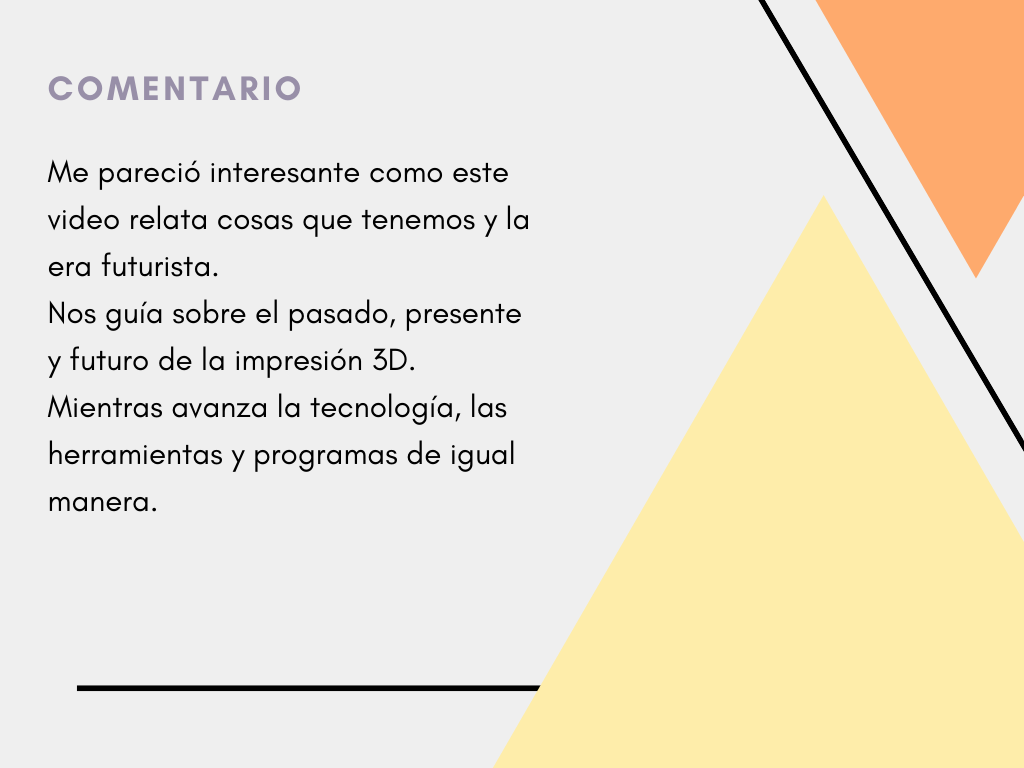 COMENTARIO
Me pareció interesante como este
video relata cosas que tenemos y la
era futurista.
Nos guía sobre el pasado, presente
y futuro de la impresión 3D.
Mientras avanza la tecnología, las
herramientas y programas de igual
manera.